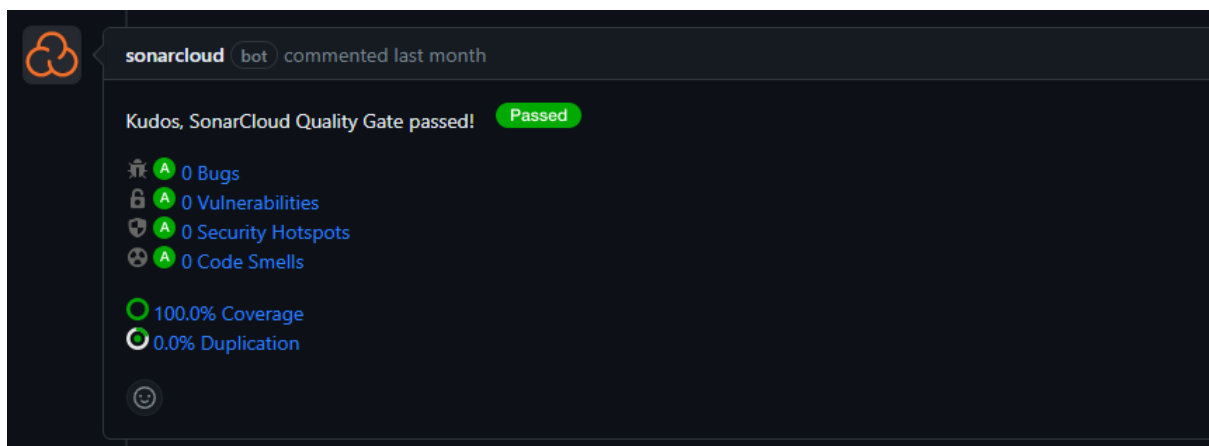 sonarcloud bot commented last month
Kudos, SonarCloud Quality Gate passed! Passed
A 0 Bugs
A 0 Vulnerabilities
A 0 Security Hotspots
A 0 Code Smells
100.0% Coverage
0.0% Duplication